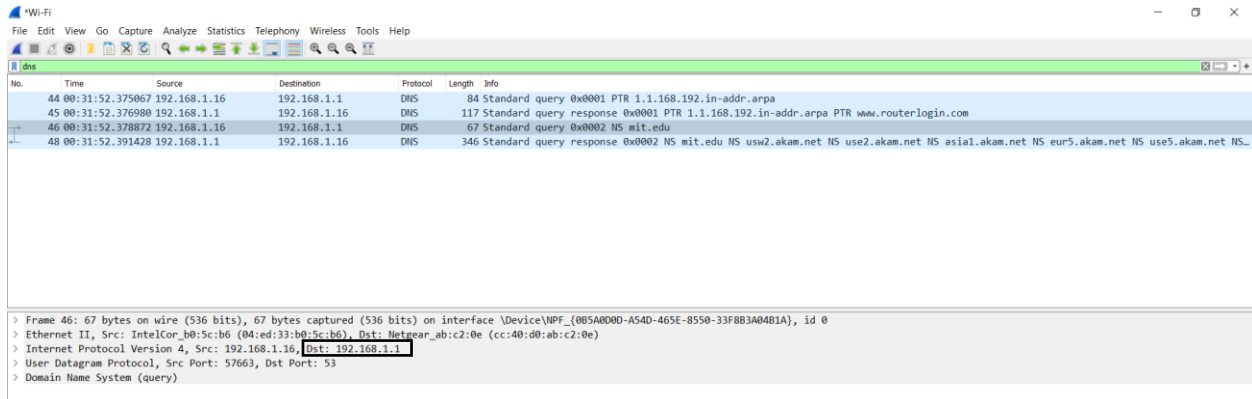 *Wi-Fi
File Edit View Go Capture Analyze Statistics Telephony Wireless Tools Help
dns
No. Time Source Destination Protocol Length Info
44 00:31:52.375067 192.168.1.16 192.168.1.1 DNS 84 Standard query 0x0001 PTR 1.1.168.192.in-addr.arpa
45 00:31:52.376980 192.168.1.1 192.168.1.16 DNS 117 Standard query response 0x0001 PTR 1.1.168.192.in-addr.arpa PTR www.routerlogin.com
46 00:31:52.378872 192.168.1.16 192.168.1.1 DNS 67 Standard query 0x0002 NS mit.edu
48 00:31:52.391428 192.168.1.1 192.168.1.16 DNS 346 Standard query response 0x0002 NS mit.edu NS usw2.akam.net NS use2.akam.net NS asia1.akam.net NS eur5.akam.net NS use5.akam.net NS…
> Frame 46: 67 bytes on wire (536 bits), 67 bytes captured (536 bits) on interface \Device\NPF_{0B5A0D0D-A54D-465E-8550-33F8B3A04B1A}, id 0
> Ethernet II, Src: IntelCor_b0:5c:b6 (04:ed:33:b0:5c:b6), Dst: Netgear_ab:c2:0e (cc:40:d0:ab:c2:0e)
> Internet Protocol Version 4, Src: 192.168.1.16, Dst: 192.168.1.1
> User Datagram Protocol, Src Port: 57663, Dst Port: 53
> Domain Name System (query)